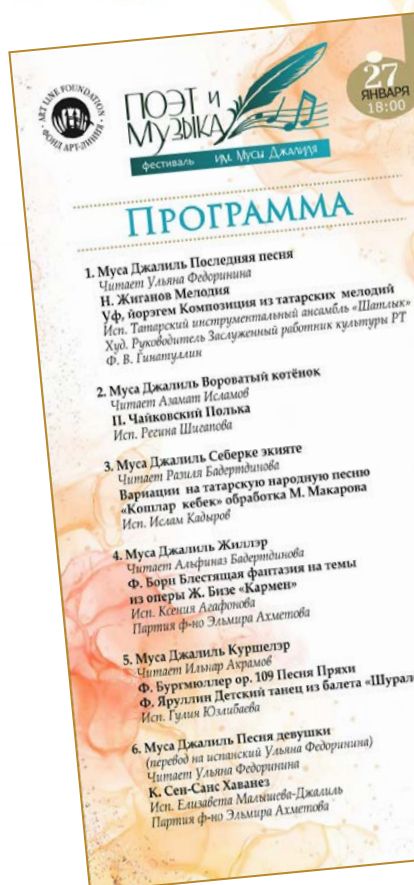 ART LINE FOUNDATION
ФОНД АРТ-ЛИНИЯ
ПОЭТ И
МУЗЫКА
фестиваль им. Мусы Джалиля
27
ЯНВАРЯ
18:00
ПРОГРАММА
1. Муса Джалиль Последняя песня
Читает Ульяна Федоринина
Н. Жиганов Мелодия
Уф, йорэгем Композиция из татарских мелодий
Исп. Татарский инструментальный ансамбль «Шатлык»
Худ. Руководитель Заслуженный работник культуры РТ
Ф. В. Гинатуллин
2. Муса Джалиль Вороватый котёнок
Читает Азамат Исламов
П. Чайковский Полька
Исп. Регина Шигапова
3. Муса Джалиль Себерке экияте
Читает Разиля Бадертдинова
Вариации на татарскую народную песню
«Кошлар кебек» обработка М. Макарова
Исп. Ислам Кадыров
4. Муса Джалиль Жиллэр
Читает Альфиназ Бадертдинова
Ф. Борн Блестящая фантазия на темы
из оперы Ж. Бизе «Кармен»
Исп. Ксения Агафонова
Партия ф-но Эльмира Ахметова
5. Муса Джалиль Куршелэр
Читает Ильнар Акрамов
Ф. Бургмюллер ор. 109 Песня Пряхи
Ф. Яруллин Детский танец из балета «Шурале
Исп. Гулия Юзлибаева
6. Муса Джалиль Песня девушки
(перевод на испанский Ульяна Федоринина)
Читает Ульяна Федоринина
К. Сен-Санс Хаванез
Исп. Елизавета Малышева-Джалиль
Партия ф-но Эльмира Ахметова